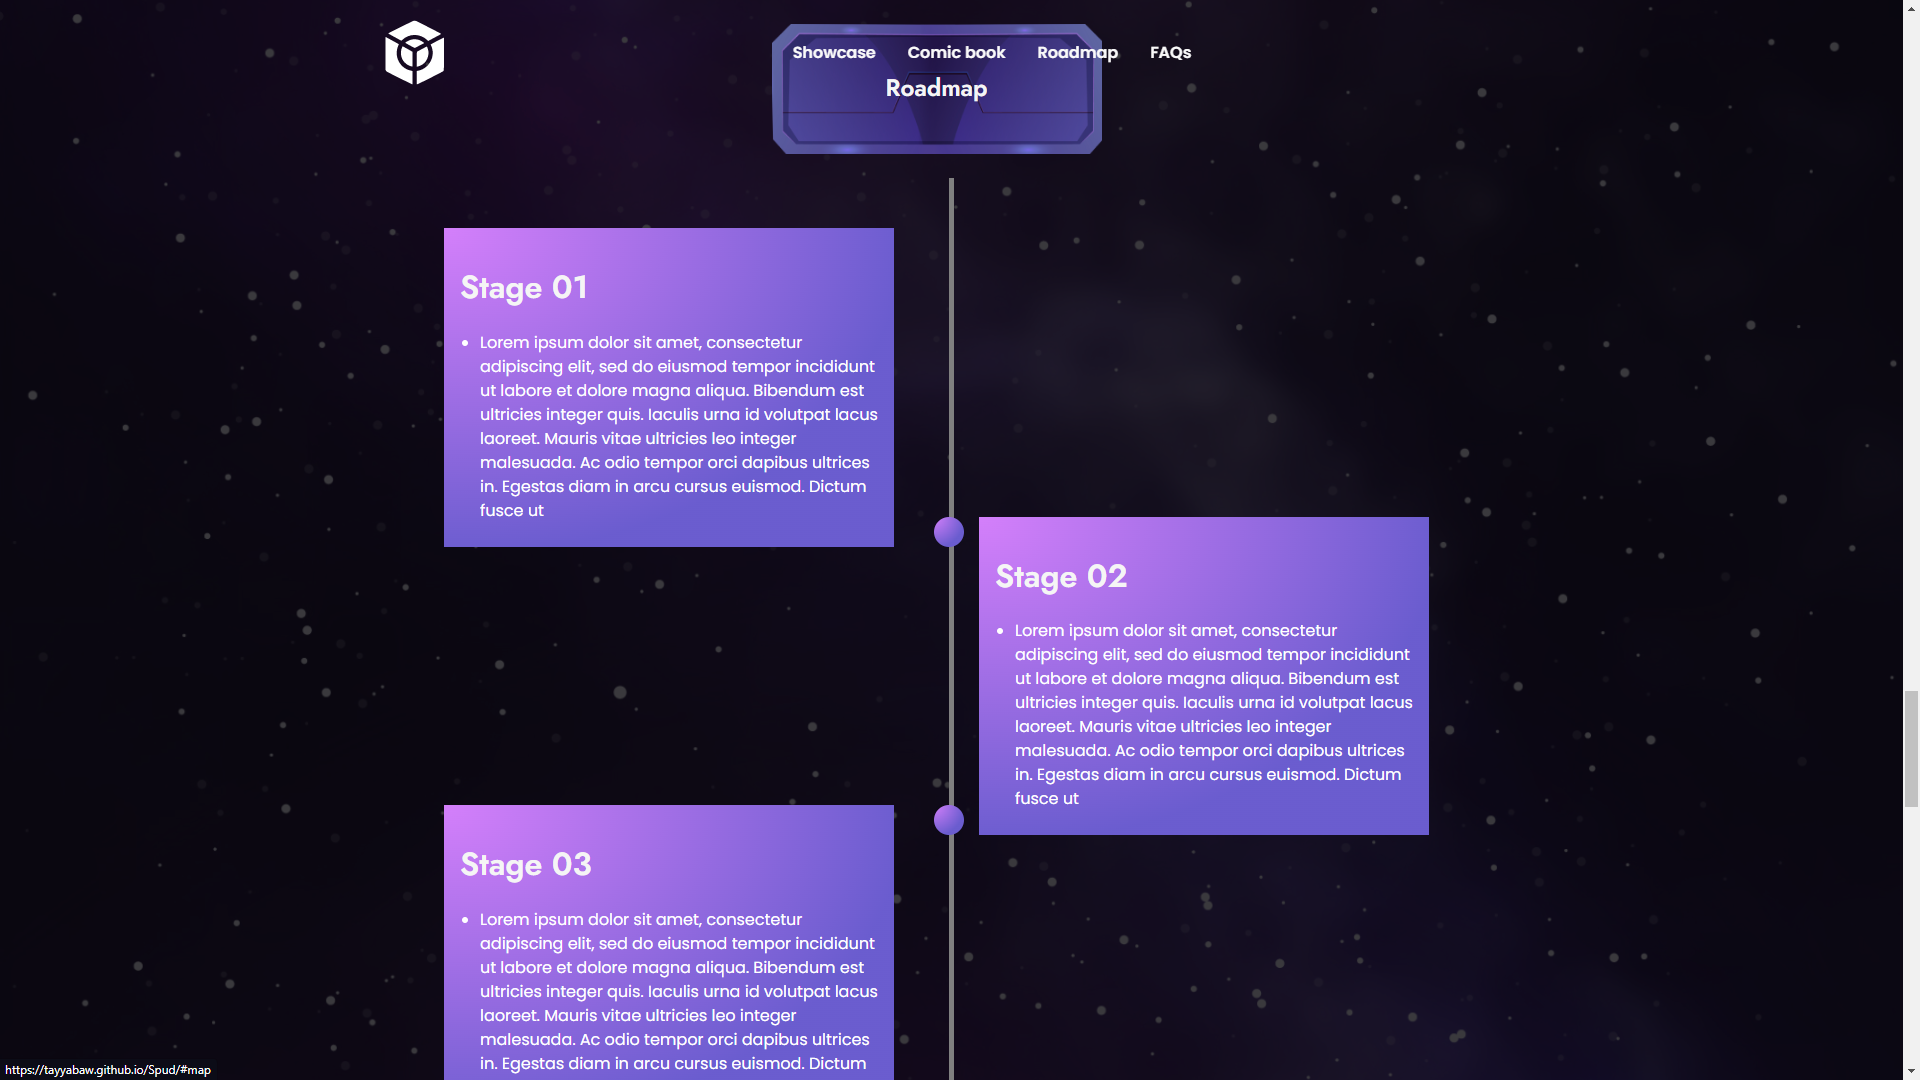 Showcase Comic book Roadmap FAQs
Roadmap
Stage 01
• Lorem ipsum dolor sit amet, consectetur
adipiscing elit, sed do eiusmod tempor incididunt
ut labore et dolore magna aliqua. Bibendum est
ultricies integer quis. Iaculis urna id volutpat lacus
laoreet. Mauris vitae ultricies leo integer
malesuada. Ac odio tempor orci dapibus ultrices
in. Egestas diam in arcu cursus euismod. Dictum
fusce ut
Stage 02
• Lorem ipsum dolor sit amet, consectetur
adipiscing elit, sed do eiusmod tempor incididunt
ut labore et dolore magna aliqua. Bibendum est
ultricies integer quis. Iaculis urna id volutpat lacus
laoreet. Mauris vitae ultricies leo integer
malesuada. Ac odio tempor orci dapibus ultrices
in. Egestas diam in arcu cursus euismod. Dictum
fusce ut
Stage 03
• Lorem ipsum dolor sit amet, consectetur
adipiscing elit, sed do eiusmod tempor incididunt
ut labore et dolore magna aliqua. Bibendum est
ultricies integer quis. Iaculis urna id volutpat lacus
laoreet. Mauris vitae ultricies leo integer
malesuada. Ac odio tempor orci dapibus ultrices
in. Egestas diam in arcu cursus euismod. Dictum
https://tayyabaw.github.io/Spud/#map